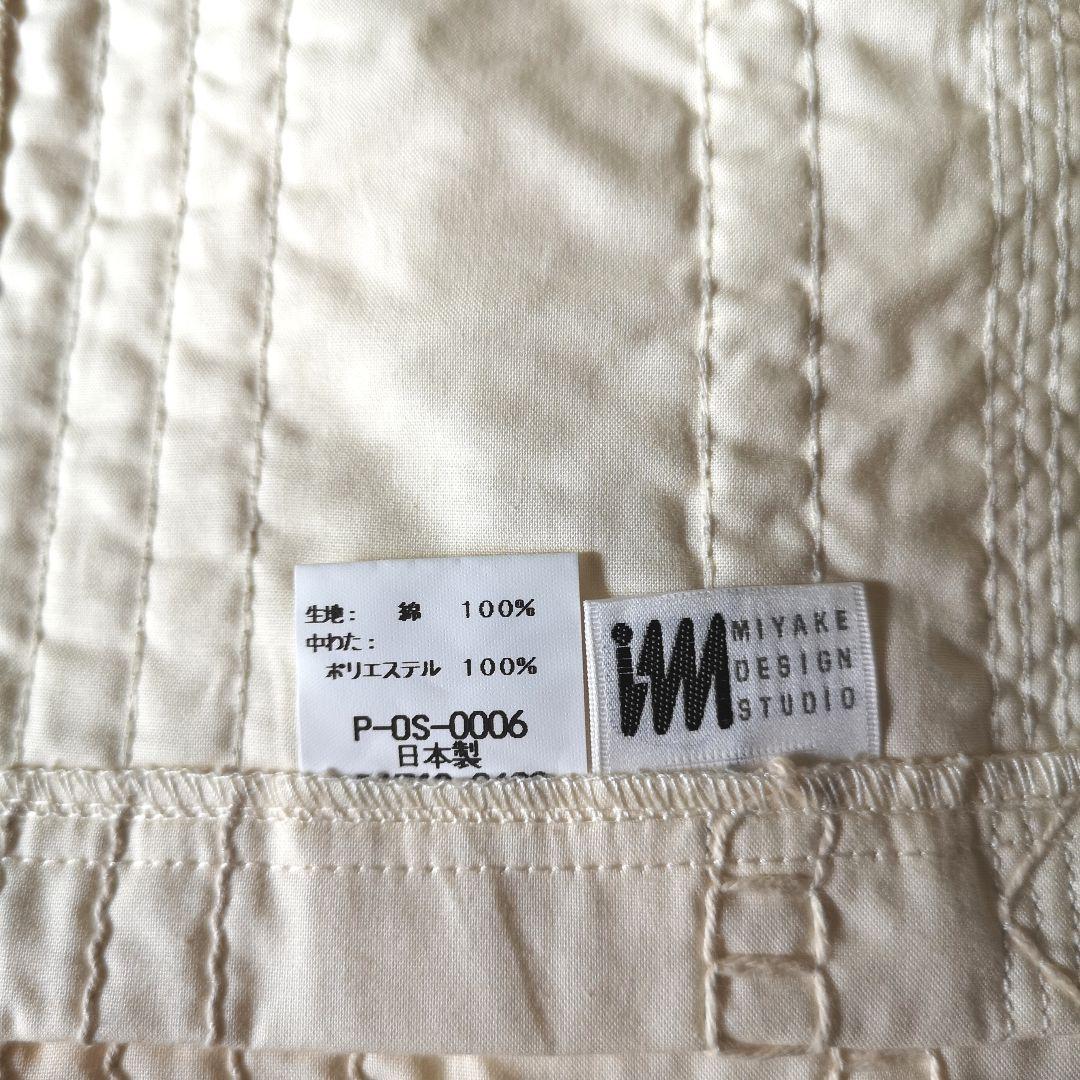 生地： 綿 100%
中わた：
ポリエステル 100%
P-OS-0006
日本製
im MIYAKE
DESIGN
STUDIO